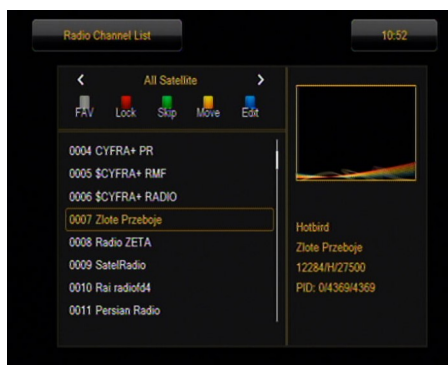 Radio Channel List
10:52
All Satellite
FAV Lock Skip Move Edit
0004 CYFRA+ PR
0005 $CYFRA+ RMF
0006 $CYFRA+ RADIO
0007 Zlote Przeboje
0008 Radio ZETA
0009 SatelRadio
0010 Rai radiofd4
0011 Persian Radio
Hotbird
Zlote Przeboje
12284/H/27500
PID: 0/4369/4369